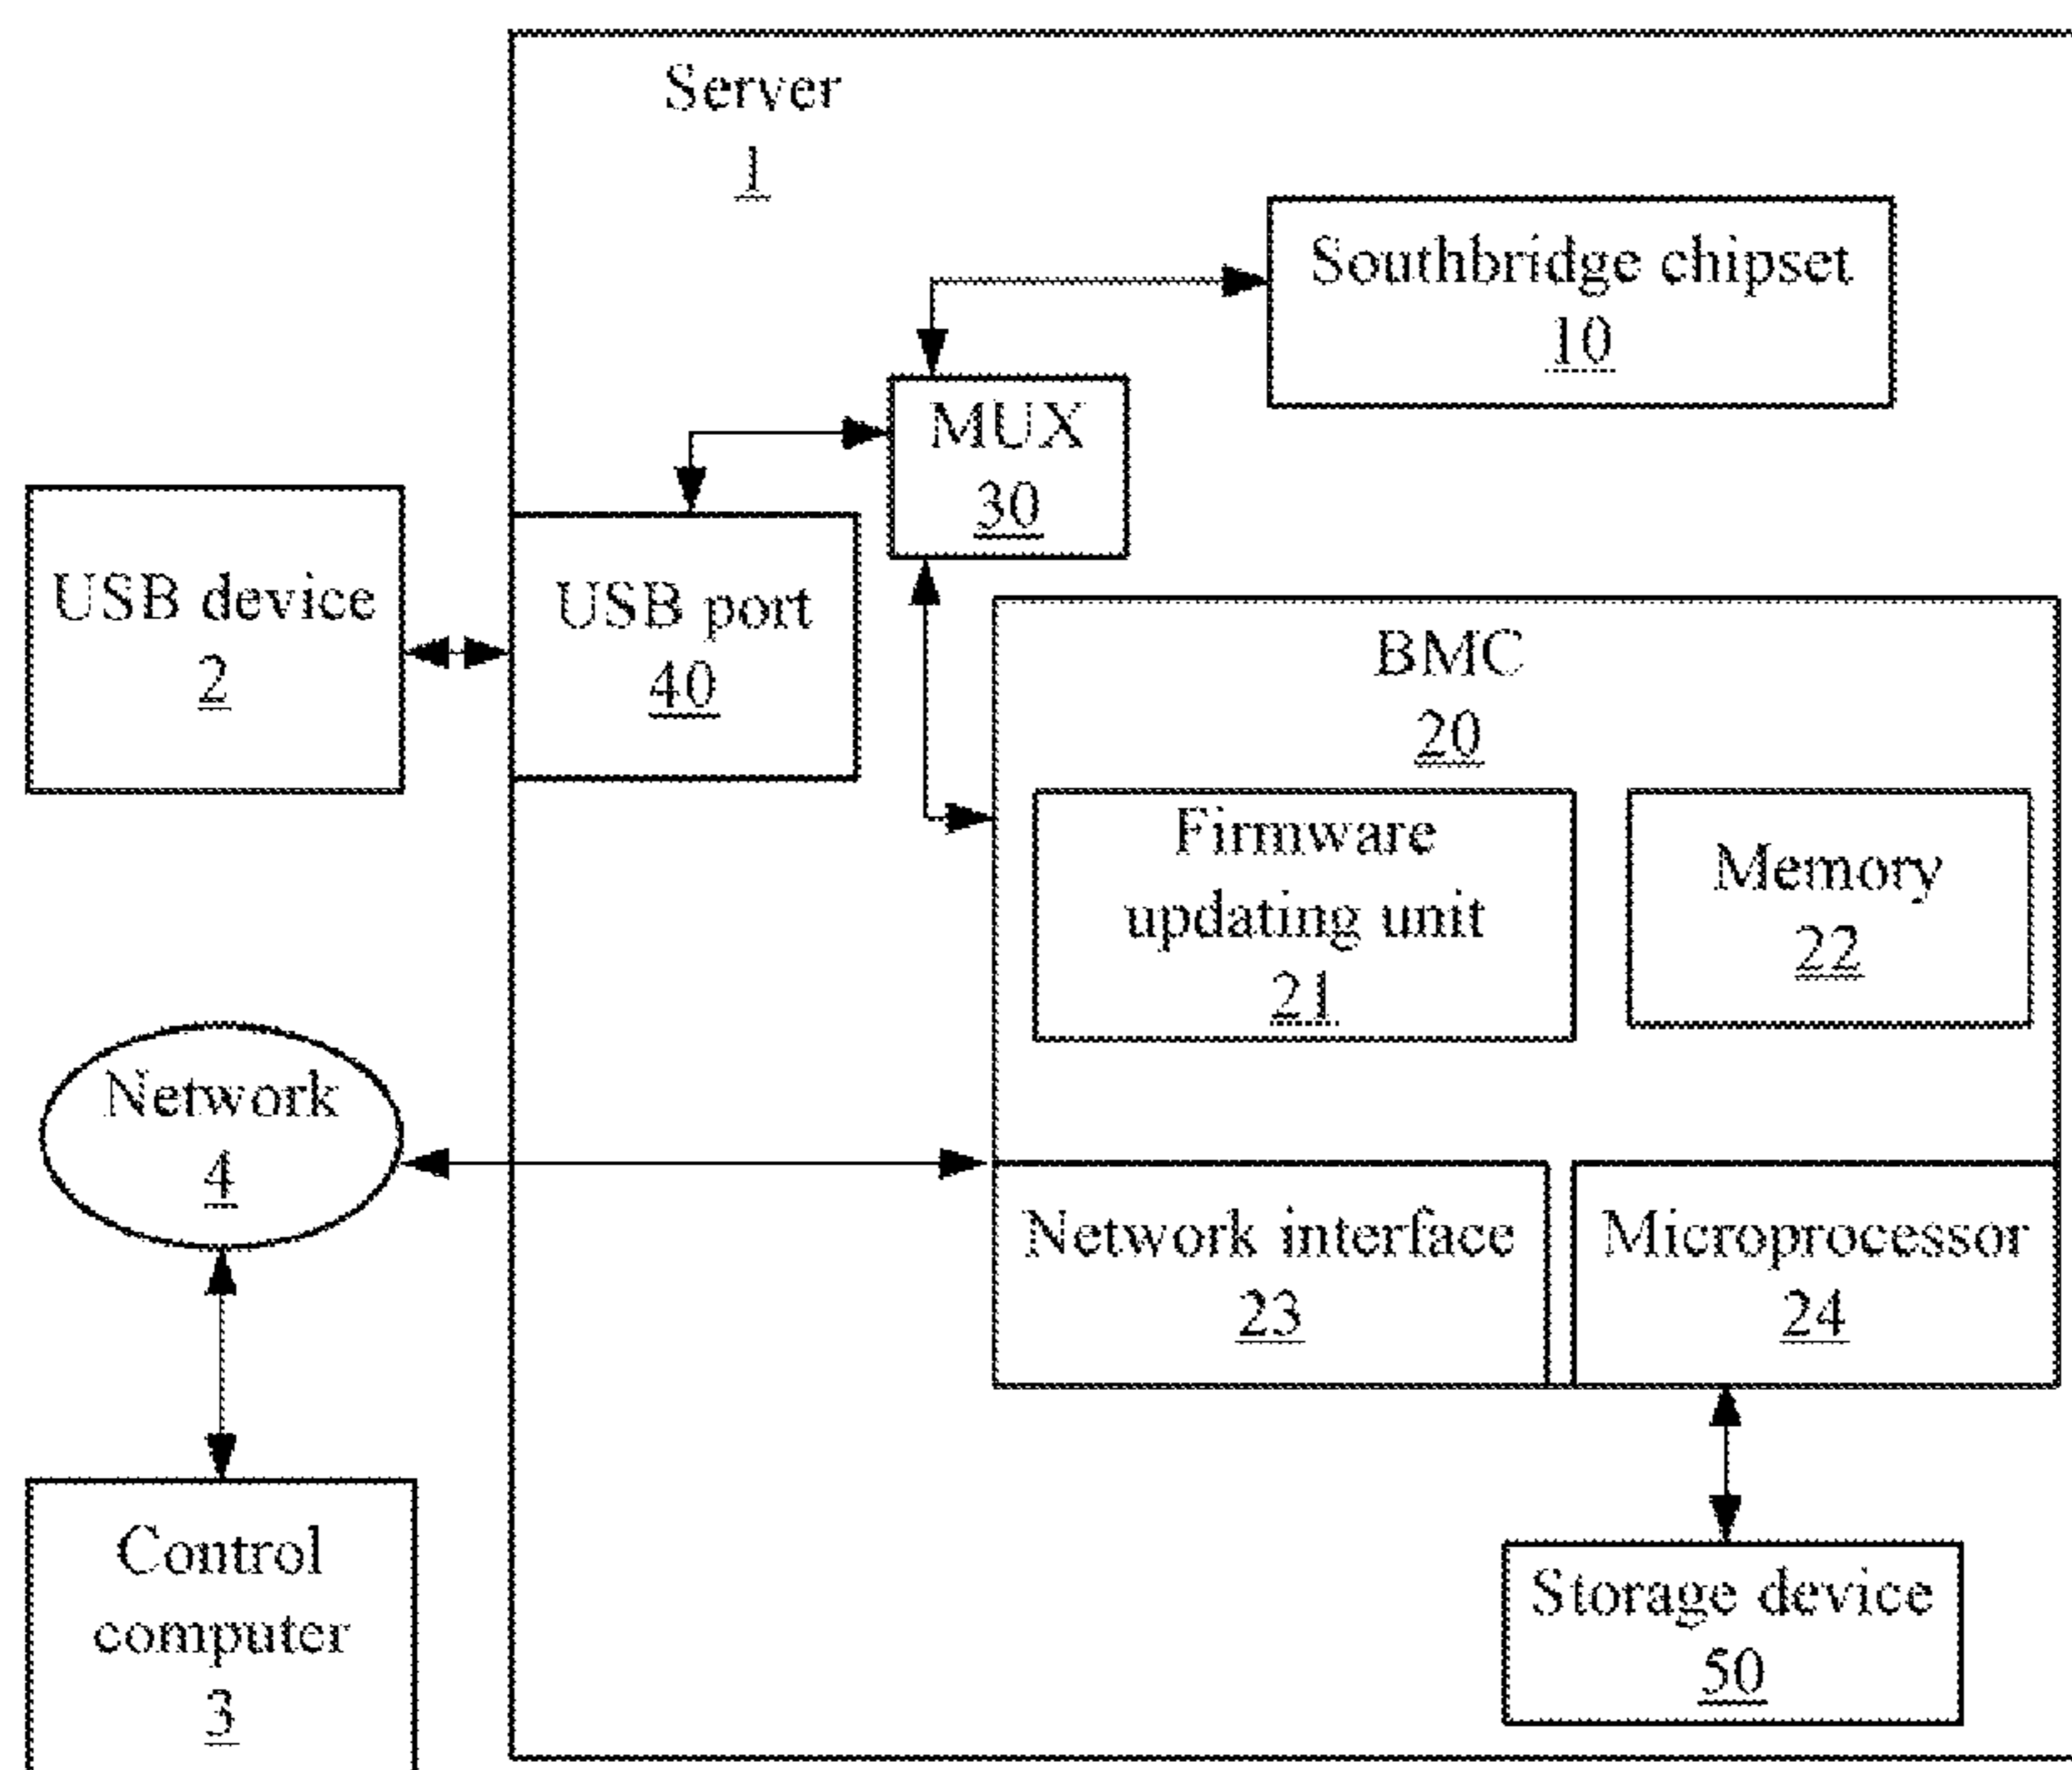 Server
1
Southbridge chipset
10
MUX
30
USB device
2
USB port
40
BMC
20
Firmware
updating unit
21
Memory
22
Network
4
Network interface
23
Microprocessor
24
Control
computer
3
Storage device
50